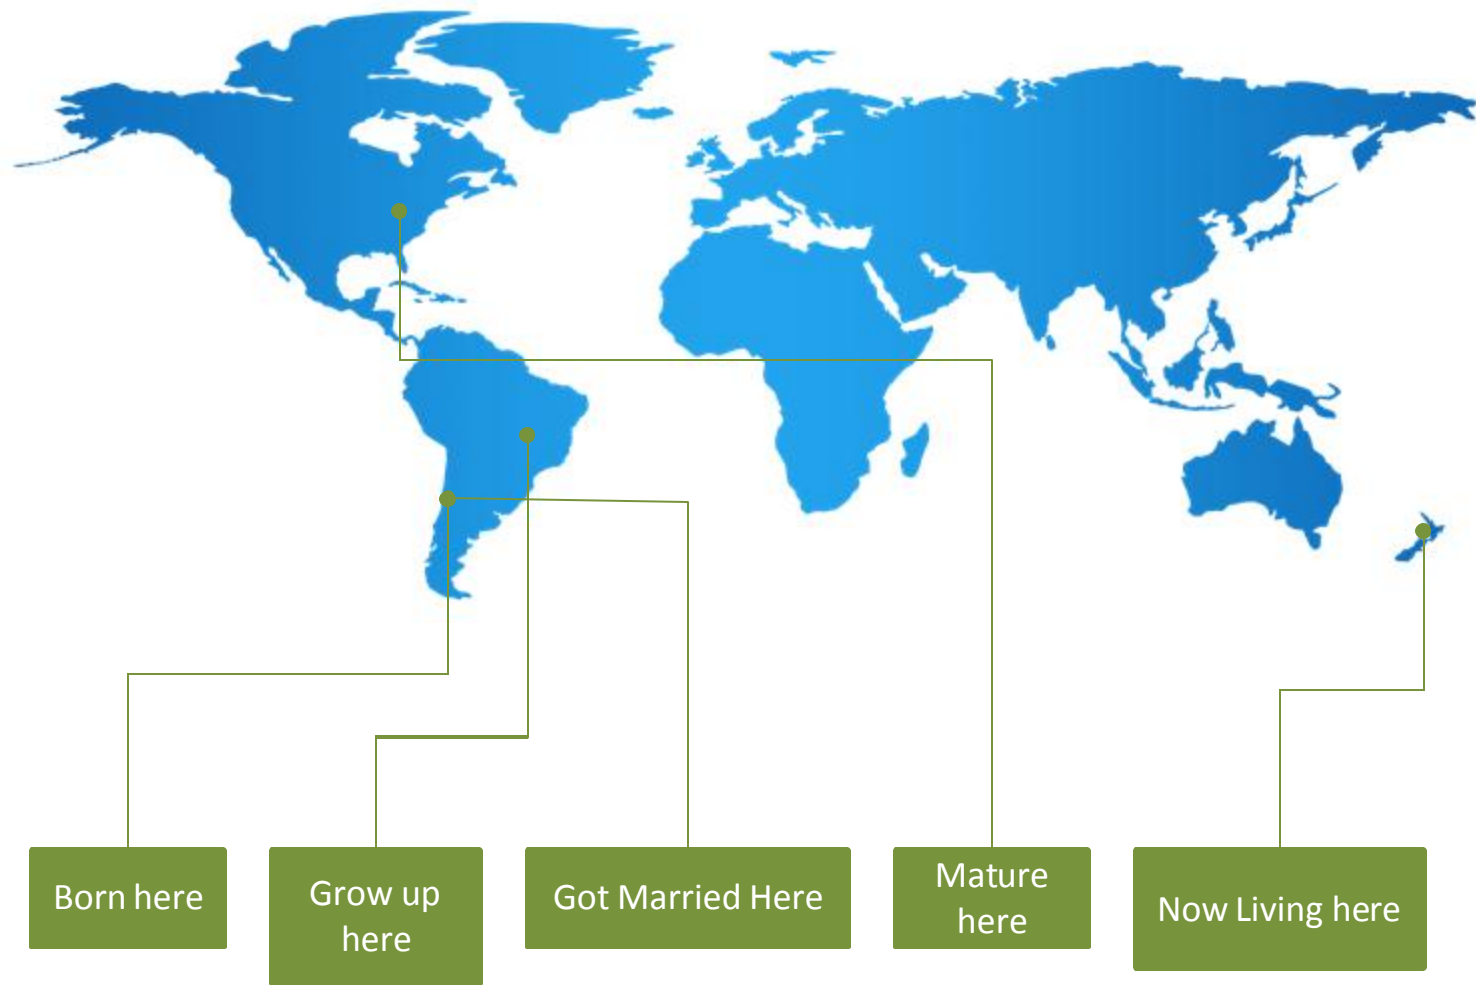 Born here
Grow up
here
Got Married Here
Mature
here
Now Living here